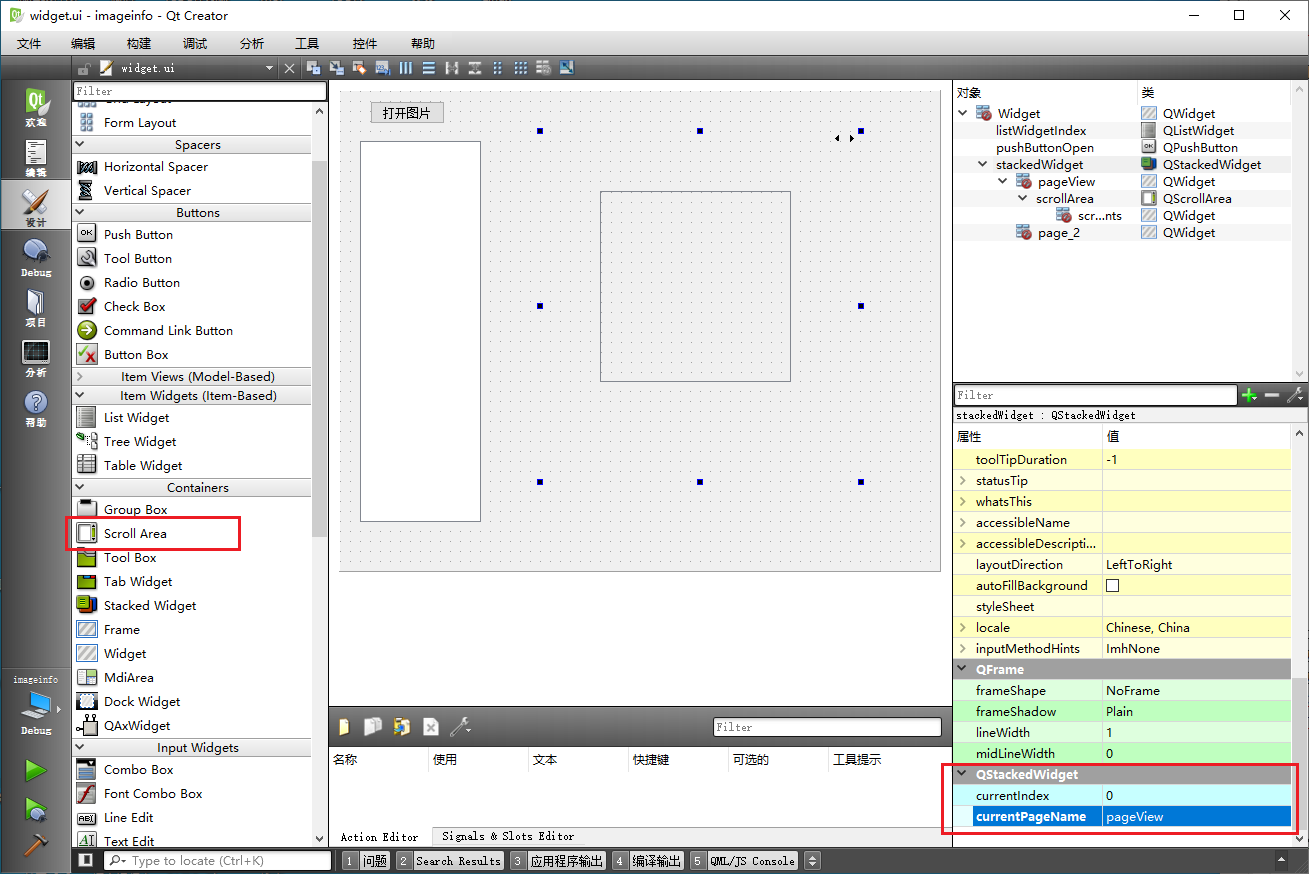 widget.ui - imageinfo - Qt Creator
文件 编辑 构建 调试 分析 工具 控件 帮助
widget.ui
欢迎
编辑
设计
Debug
项目
分析
帮助
imageinfo
Debug
Filter
Grid Layout
Form Layout
Spacers
Horizontal Spacer
Vertical Spacer
Buttons
OK Push Button
Tool Button
Radio Button
Check Box
Command Link Button
Button Box
Item Views (Model-Based)
Item Widgets (Item-Based)
List Widget
Tree Widget
Table Widget
Containers
Group Box
Scroll Area
Tool Box
Tab Widget
Stacked Widget
Frame
Widget
MdiArea
Dock Widget
QAxWidget
Input Widgets
Combo Box
Font Combo Box
ABI Line Edit
AI Text Edit
打开图片
Filter
名称 使用 文本 快捷键 可选的 工具提示
Action Editor Signals & Slots Editor
对象 类
Widget QWidget
listWidgetIndex QListWidget
pushButtonOpen OK QPushButton
stackedWidget QStackedWidget
pageView QWidget
scrollArea QScrollArea
scr...nts QWidget
page_2 QWidget
Filter
stackedWidget : QStackedWidget
属性 值
toolTipDuration -1
statusTip
whatsThis
accessibleName
accessibleDescripti...
layoutDirection LeftToRight
autoFillBackground
styleSheet
locale Chinese, China
inputMethodHints ImhNone
QFrame
frameShape NoFrame
frameShadow Plain
lineWidth 1
midLineWidth 0
QStackedWidget
currentIndex 0
currentPageName pageView
Type to locate (Ctrl+K) 1 问题 2 Search Results 3 应用程序输出 4 编译输出 5 QML/JS Console